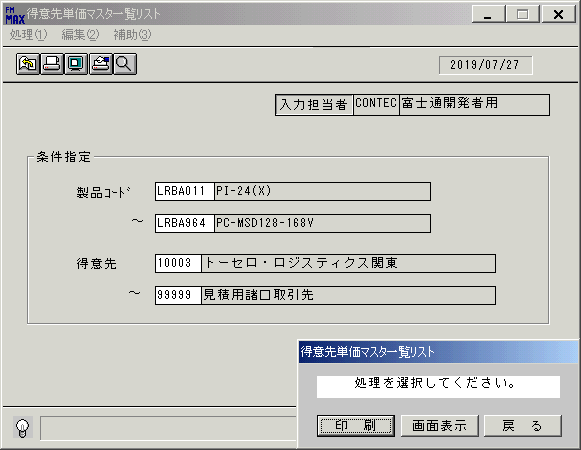 FM MAX
得意先単価マスター覧リスト
処理(1) 編集(2) 補助(3)
2019/07/27
入力担当者 CONTEC 富士通開発者用
条件指定
製品ｺｰﾄﾞ LRBA011 PI-24(X)
～ LRBA964 PC-MSD128-168V
得意先 10003 トーセロ・ロジスティクス関東
～ 99999 見積用諸口取引先
得意先単価マスター覧リスト
処理を選択してください。
印 刷 画面表示 戻 る